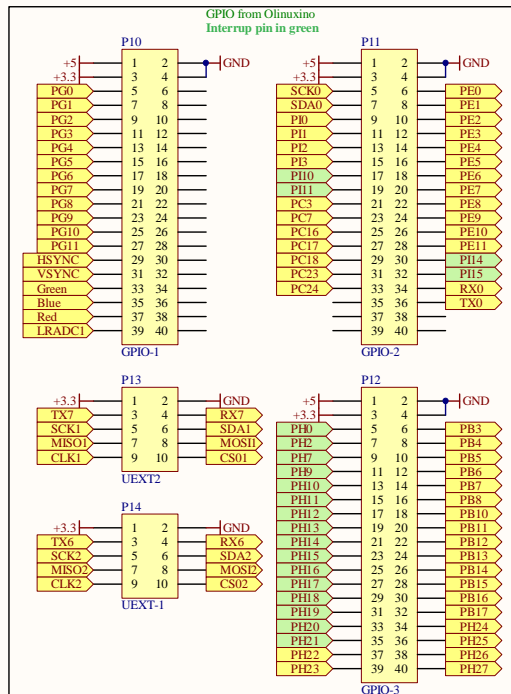 GPIO from Olinuxino
Interrup pin in green
P10
+5 1 2 GND
+3.3 3 4
PG0 5 6
PG1 7 8
PG2 9 10
PG3 11 12
PG4 13 14
PG5 15 16
PG6 17 18
PG7 19 20
PG8 21 22
PG9 23 24
PG10 25 26
PG11 27 28
HSYNC 29 30
VSYNC 31 32
Green 33 34
Blue 35 36
Red 37 38
LRADC1 39 40
GPIO-1
P11
+5 1 2 GND
+3.3 3 4
SCK0 5 6 PE0
SDA0 7 8 PE1
PI0 9 10 PE2
PI1 11 12 PE3
PI2 13 14 PE4
PI3 15 16 PE5
PI10 17 18 PE6
PI11 19 20 PE7
PC3 21 22 PE8
PC7 23 24 PE9
PC16 25 26 PE10
PC17 27 28 PE11
PC18 29 30 PI14
PC23 31 32 PI15
PC24 33 34 RX0
35 36 TX0
37 38
39 40
GPIO-2
P13
+3.3 1 2 GND
TX7 3 4 RX7
SCK1 5 6 SDA1
MISO1 7 8 MOSI1
CLK1 9 10 CS01
UEXT2
P14
+3.3 1 2 GND
TX6 3 4 RX6
SCK2 5 6 SDA2
MISO2 7 8 MOSI2
CLK2 9 10 CS02
UEXT-1
P12
+5 1 2 GND
+3.3 3 4
PH0 5 6 PB3
PH2 7 8 PB4
PH7 9 10 PB5
PH9 11 12 PB6
PH10 13 14 PB7
PH11 15 16 PB8
PH12 17 18 PB10
PH13 19 20 PB11
PH14 21 22 PB12
PH15 23 24 PB13
PH16 25 26 PB14
PH17 27 28 PB15
PH18 29 30 PB16
PH19 31 32 PB17
PH20 33 34 PH24
PH21 35 36 PH25
PH22 37 38 PH26
PH23 39 40 PH27
GPIO-3